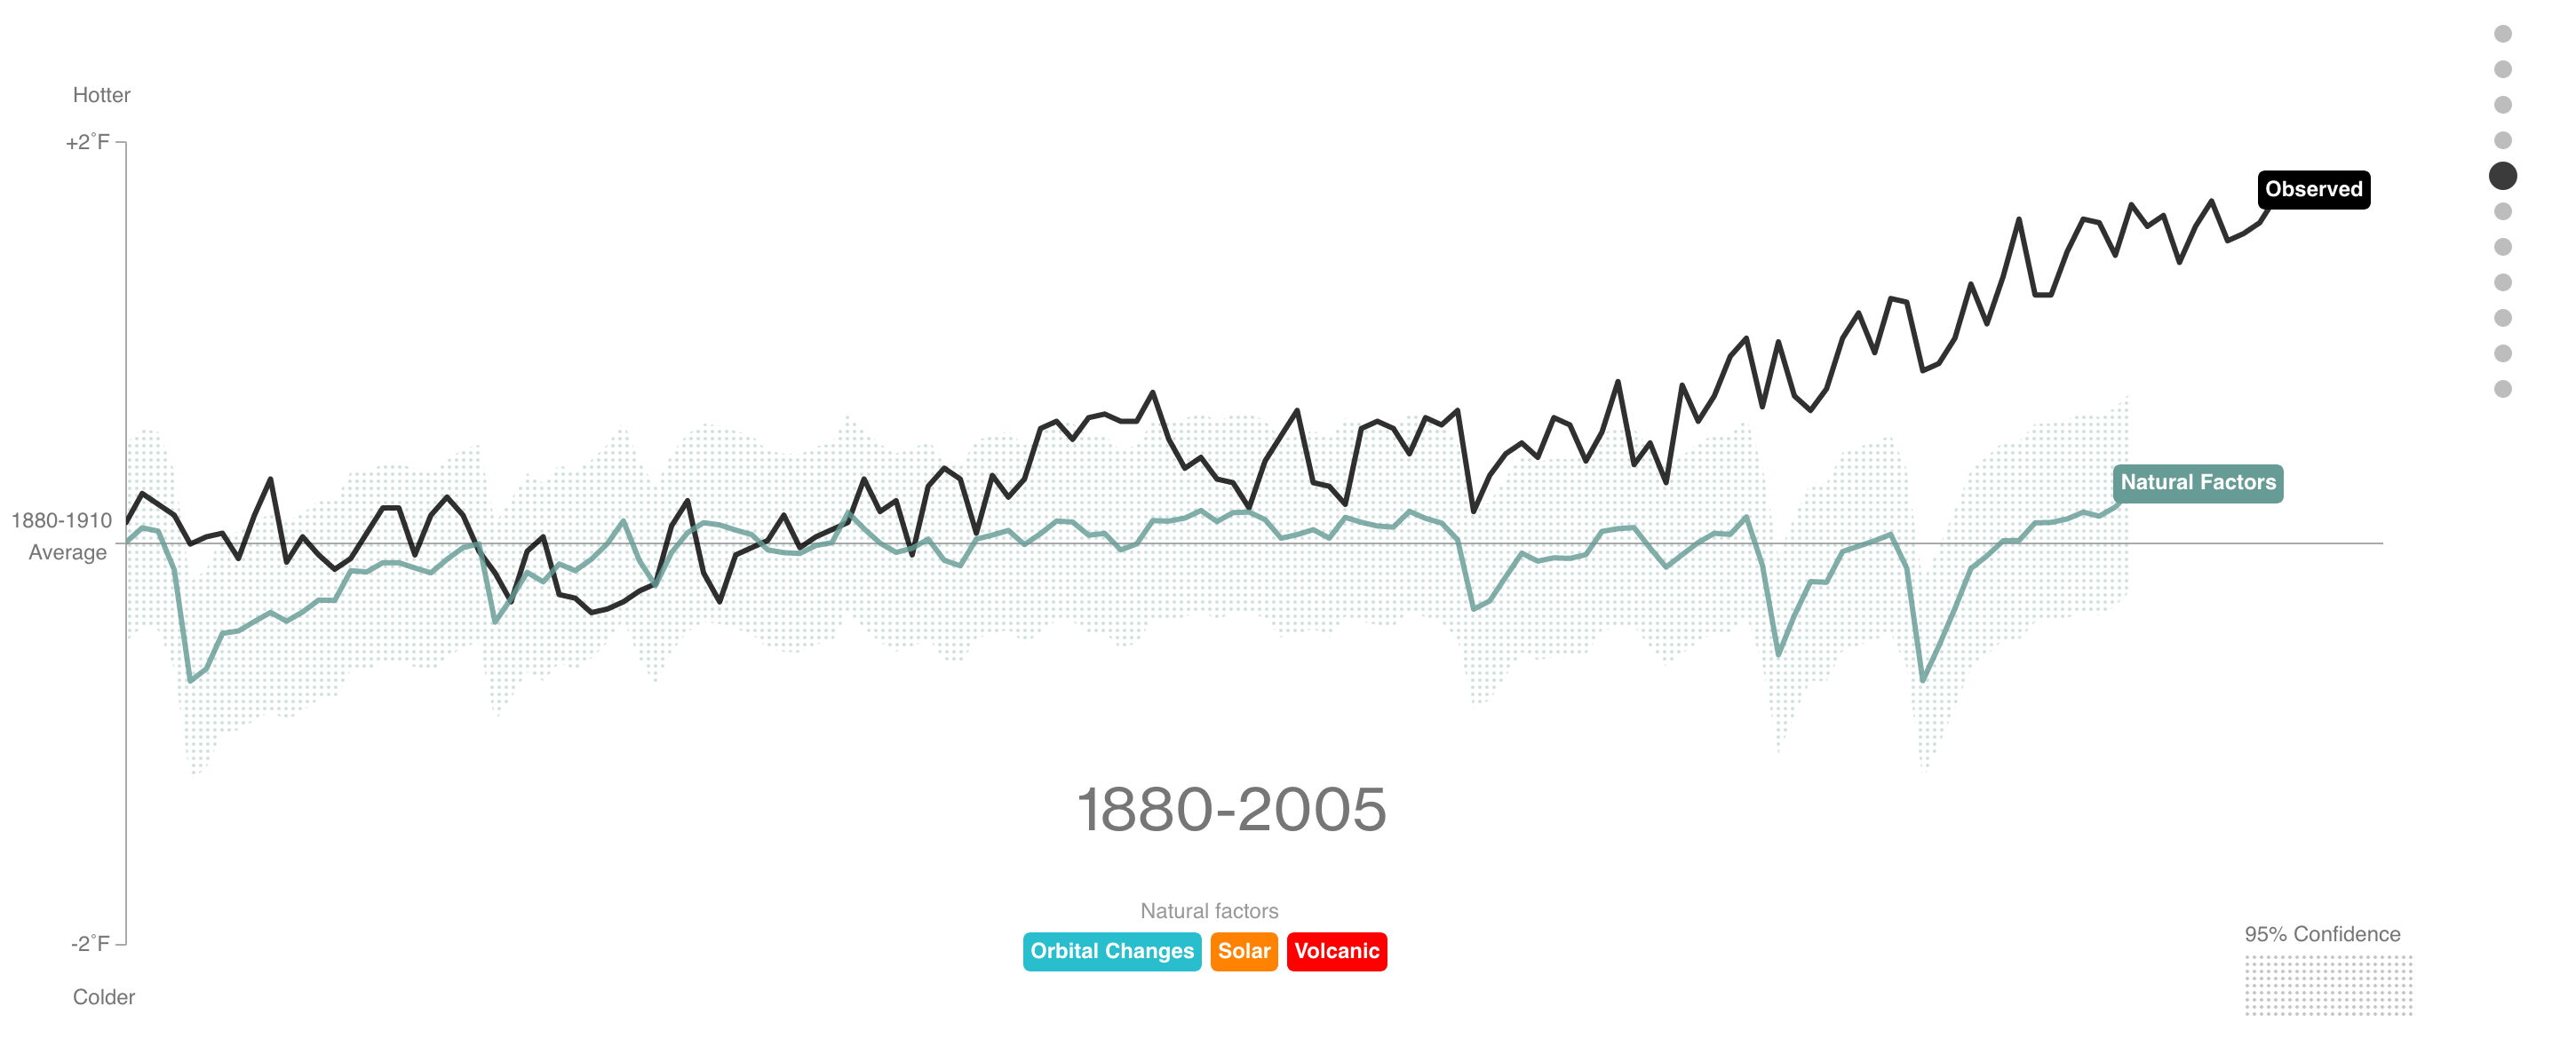 Hotter
+2°F
Observed
Natural Factors
1880-1910
Average
1880-2005
Natural factors
Orbital Changes Solar Volcanic
-2°F
95% Confidence
Colder